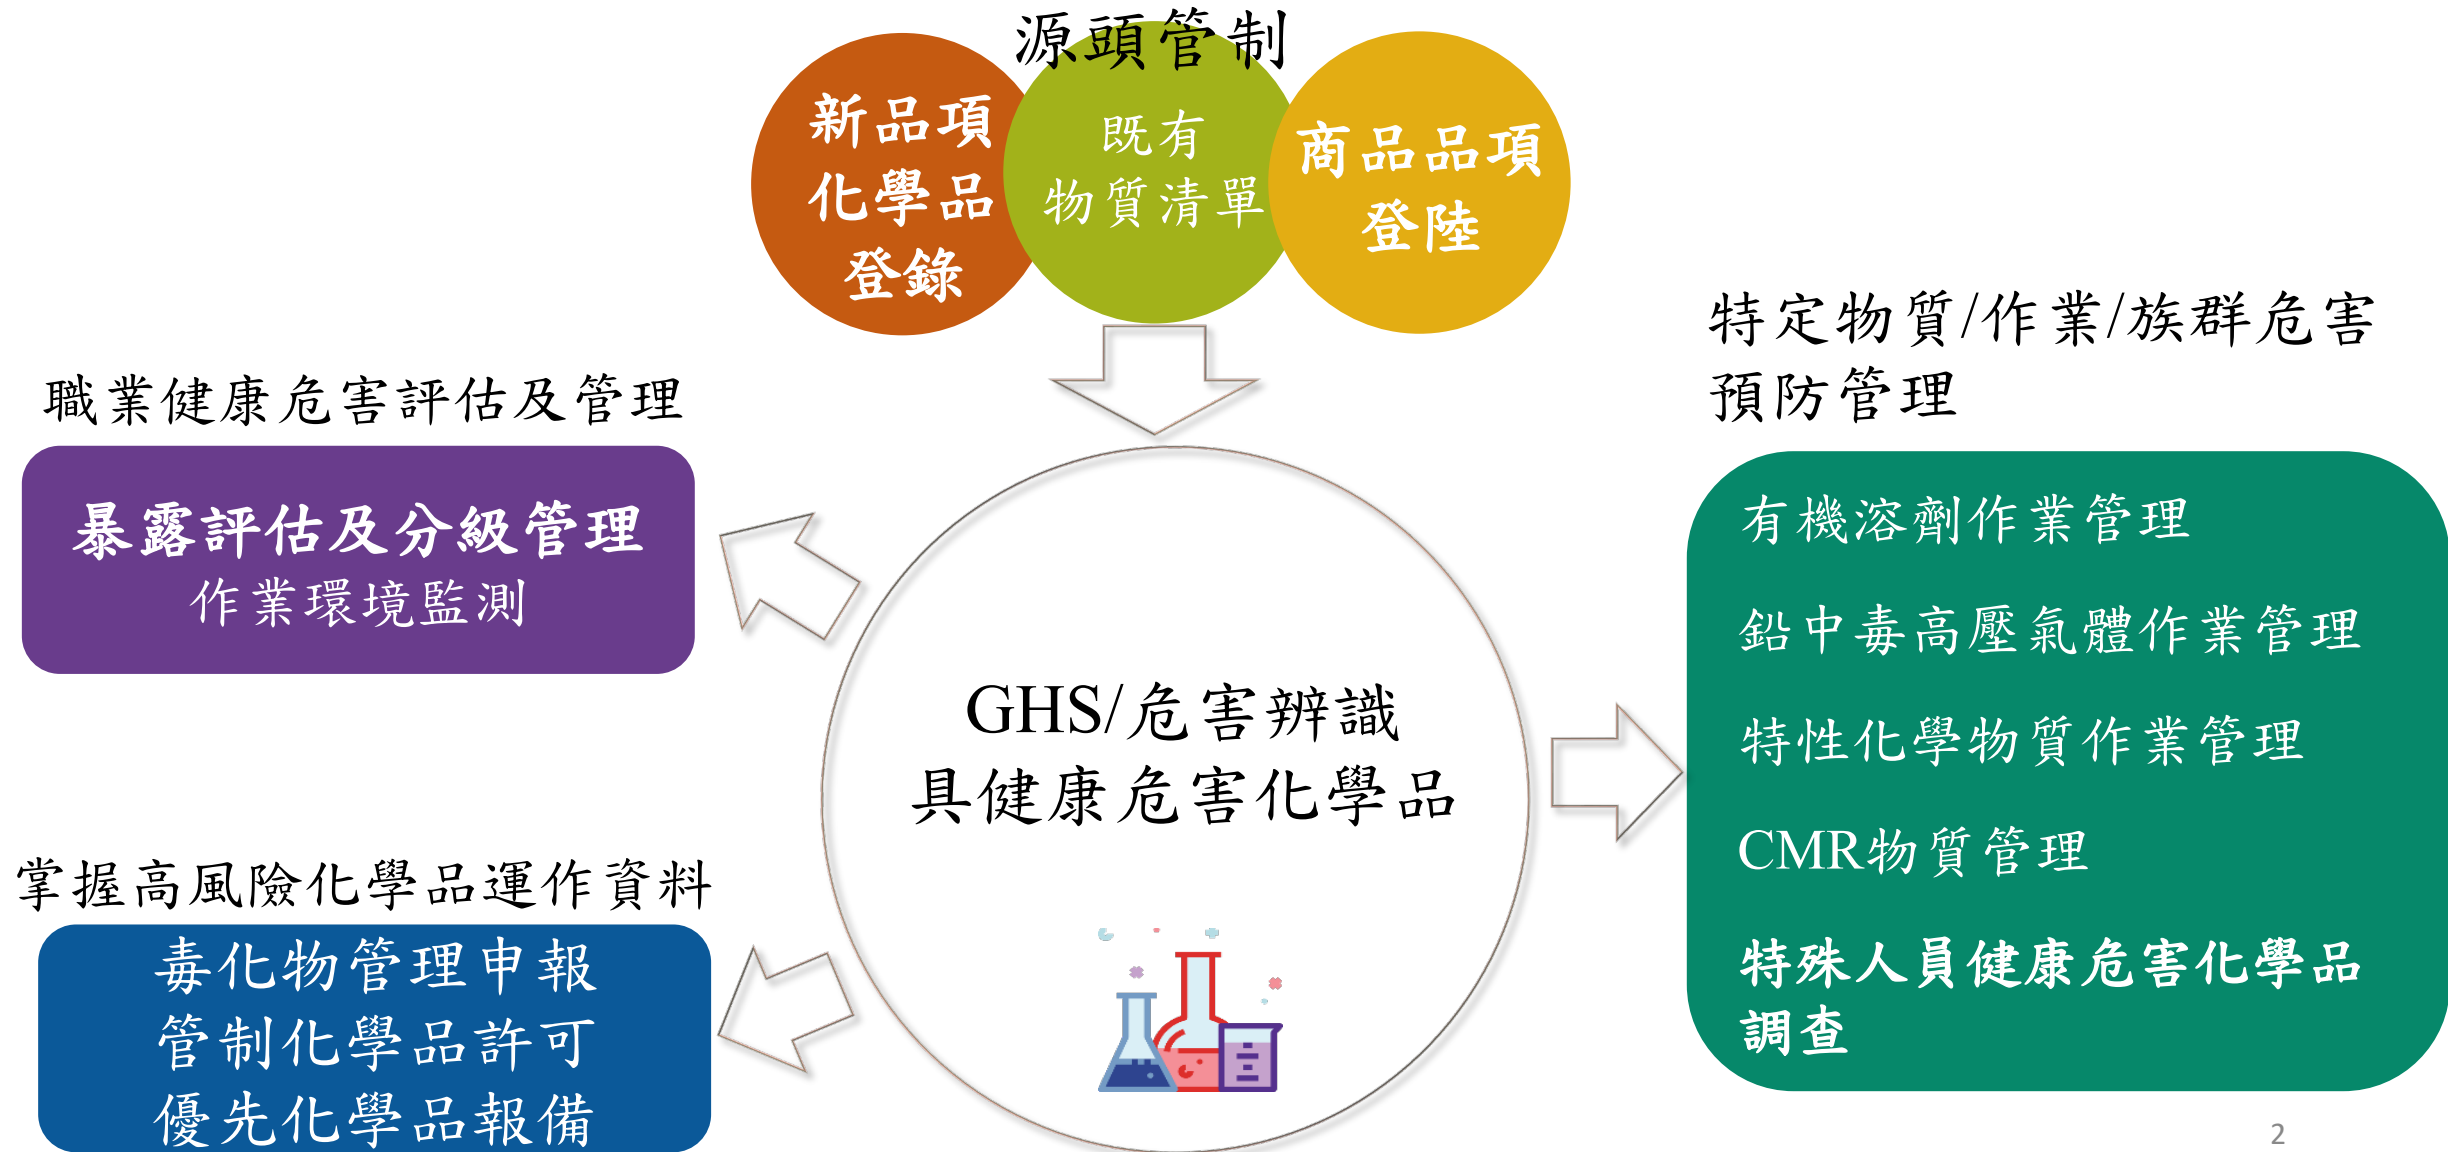 源頭管制
新品項
化學品
登錄
既有
物質清單
商品品項
登陸
職業健康危害評估及管理
暴露評估及分級管理
作業環境監測
掌握高風險化學品運作資料
毒化物管理申報
管制化學品許可
優先化學品報備
GHS/危害辨識
具健康危害化學品
特定物質/作業/族群危害
預防管理
有機溶劑作業管理
鉛中毒高壓氣體作業管理
特性化學物質作業管理
CMR物質管理
特殊人員健康危害化學品
調查
2